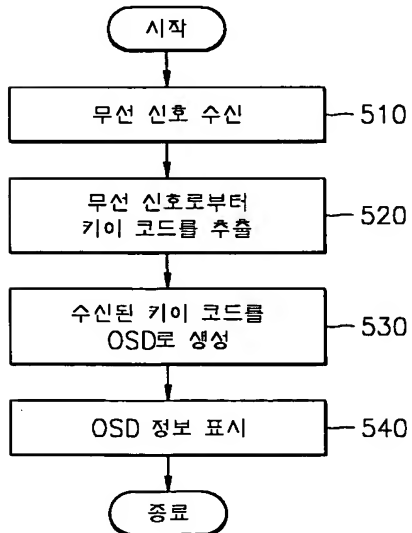 시작
무선 신호 수신
510
무선 신호로부터
키이 코드를 추출
520
수신된 키이 코드를
OSD로 생성
530
OSD 정보 표시
540
종료